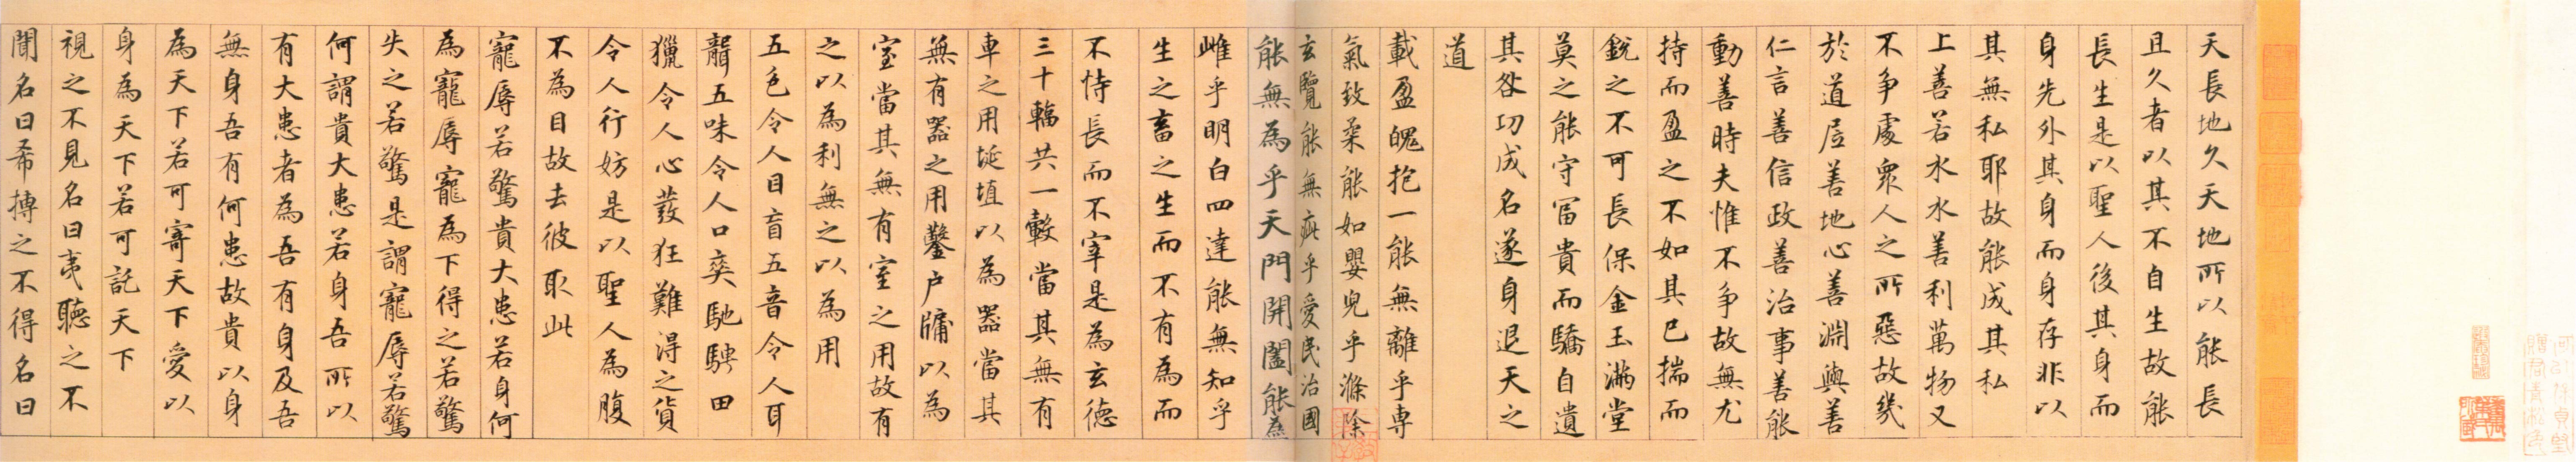 天長地久天地所以能長
且久者以其不自生故能
長生是以聖人後其身而
身先外其身而身存非以
其無私耶故能成其私
上善若水水善利萬物又
不爭處眾人之所惡故幾
於道居善地心善淵與善
仁言善信政善治事善能
動善時夫惟不爭故無尤
持而盈之不如其已揣而
銳之不可長保金玉滿堂
莫之能守富貴而驕自遺
其咎功成名遂身退天之
道
載盈魄抱一能無離乎專
氣致柔能如嬰兒乎滌除
玄覽能無疵乎愛民治國
能無為乎天門開闔能為
雌乎明白四達能無知乎
生之畜之生而不有為而
不恃長而不宰是為玄德
三十輻共一轂當其無有
車之用埏埴以為器當其
無有器之用鑿户牖以為
室當其無有室之用故有
之以為利無之以為用
五色令人目盲五音令人耳
聾五味令人口爽馳騁田
獵令人心發狂難淂之貨
令人行妨是以聖人為腹
不為目故去彼取此
寵辱若驚貴大患若身何
為寵辱寵為下得之若驚
失之若驚是謂寵辱若驚
何謂貴大患若身吾所以
有大患者為吾有身及吾
無身吾有何患故貴以身
為天下若可寄天下愛以
身為天下若可託天下
視之不見名曰夷聽之不
聞名曰希摶之不得名曰